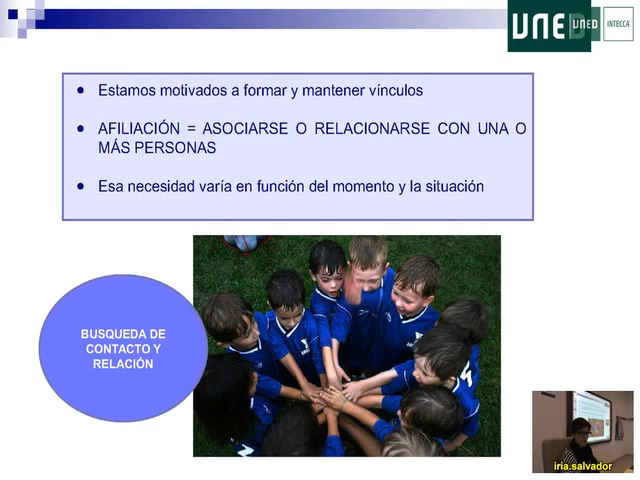 UNED
UNED
INTECCA
● Estamos motivados a formar y mantener vínculos
● AFILIACIÓN = ASOCIARSE O RELACIONARSE CON UNA O
MÁS PERSONAS
● Esa necesidad varía en función del momento y la situación
BUSQUEDA DE
CONTACTO Y
RELACIÓN
iria.salvador